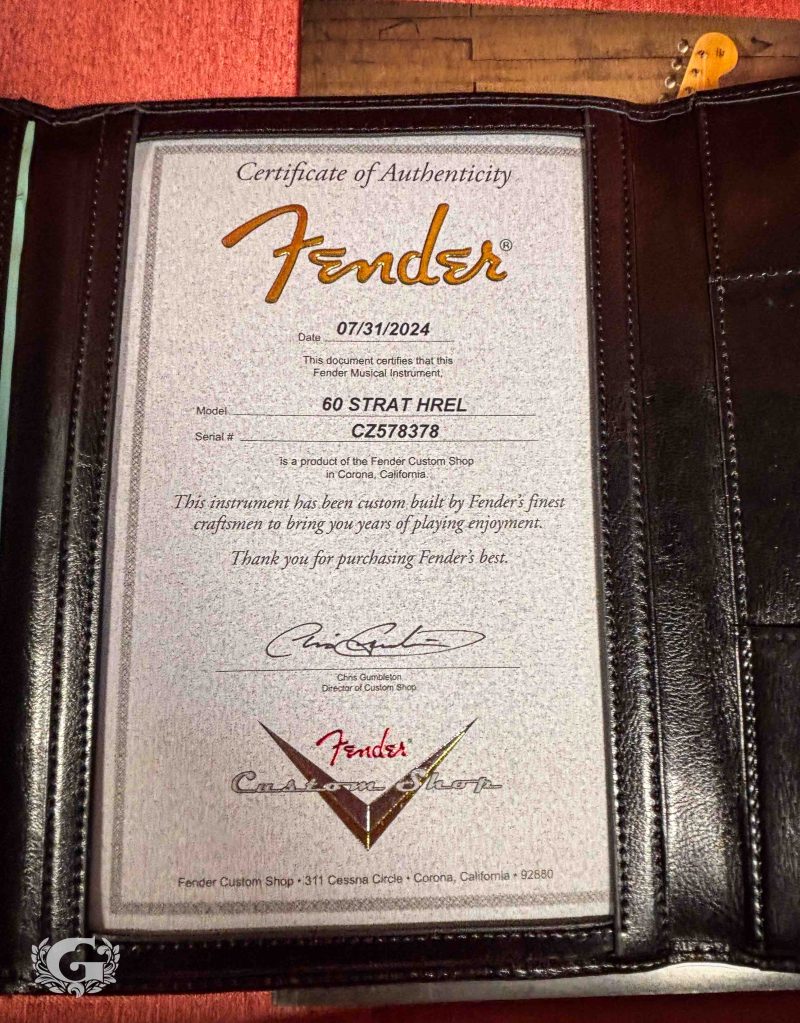 Certificate of Authenticity
Fender®
Date 07/31/2024
This document certifies that this
Fender Musical Instrument,
Model 60 STRAT HREL
Serial # CZ578378
is a product of the Fender Custom Shop
in Corona, California.
This instrument has been custom built by Fender's finest
craftsmen to bring you years of playing enjoyment.
Thank you for purchasing Fender's best.
Chris Gumbleton
Director of Custom Shop
Fender®
Custom Shop
Fender Custom Shop • 311 Cessna Circle • Corona, California • 92880
G